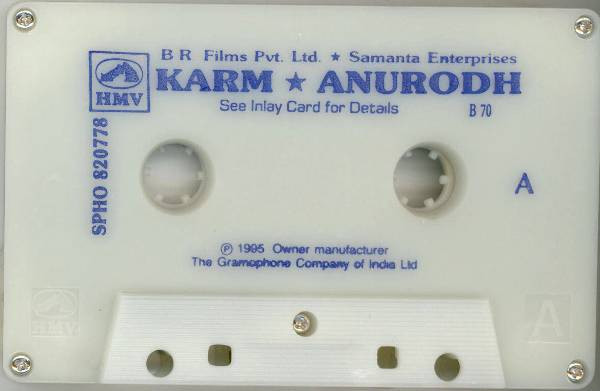 B R Films Pvt. Ltd. ★ Samanta Enterprises
KARM ★ ANURODH
HMV
See Inlay Card for Details
B 70
SPHO 820778
A
℗ 1995 Owner manufacturer
The Gramophone Company of India Ltd
HMV
A